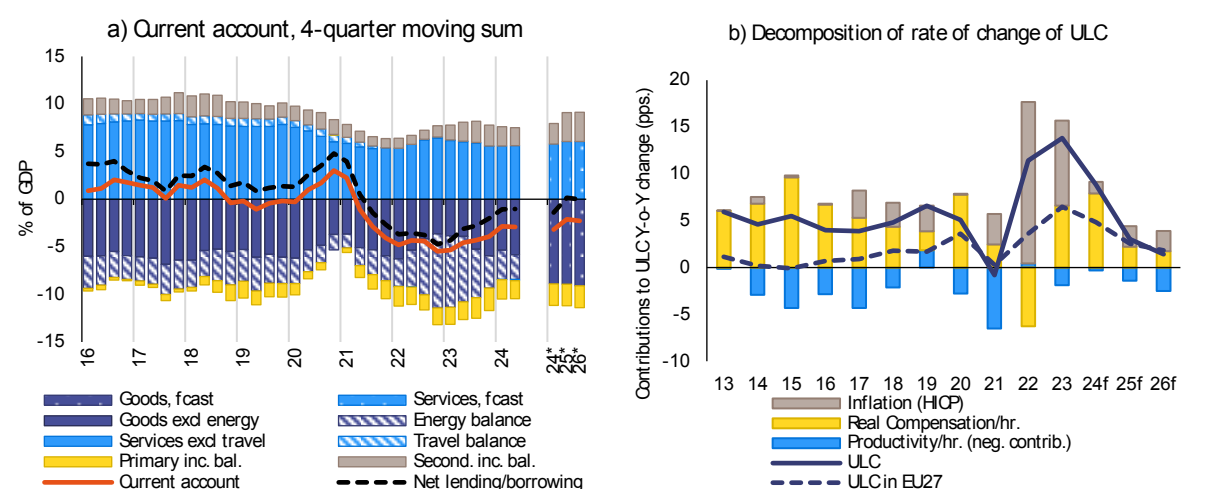 a) Current account, 4-quarter moving sum
15
10
5
0
-5
-10
-15
% of GDP
16 17 18 19 20 21 22 23 24 24* 25* 26*
Goods, fcast Services, fcast
Goods excl energy Energy balance
Services excl travel Travel balance
Primary inc. bal. Second. inc. bal.
Current account Net lending/borrowing
b) Decomposition of rate of change of ULC
20
15
10
5
0
-5
-10
Contributions to ULC Y-o-Y change (pps.)
13 14 15 16 17 18 19 20 21 22 23 24f 25f 26f
Inflation (HICP)
Real Compensation/hr.
Productivity/hr. (neg. contrib.)
ULC
ULC in EU27